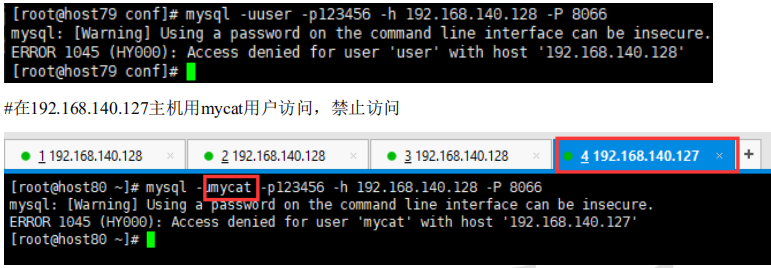 [root@host79 conf]# mysql -uuser -p123456 -h 192.168.140.128 -P 8066
mysql: [Warning] Using a password on the command line interface can be insecure.
ERROR 1045 (HY000): Access denied for user 'user' with host '192.168.140.128'
[root@host79 conf]#
#在192.168.140.127主机用mycat用户访问，禁止访问
1 192.168.140.128 × 2 192.168.140.128 × 3 192.168.140.128 × 4 192.168.140.127 × +
[root@host80 ~]# mysql -umycat -p123456 -h 192.168.140.128 -P 8066
mysql: [Warning] Using a password on the command line interface can be insecure.
ERROR 1045 (HY000): Access denied for user 'mycat' with host '192.168.140.127'
[root@host80 ~]#